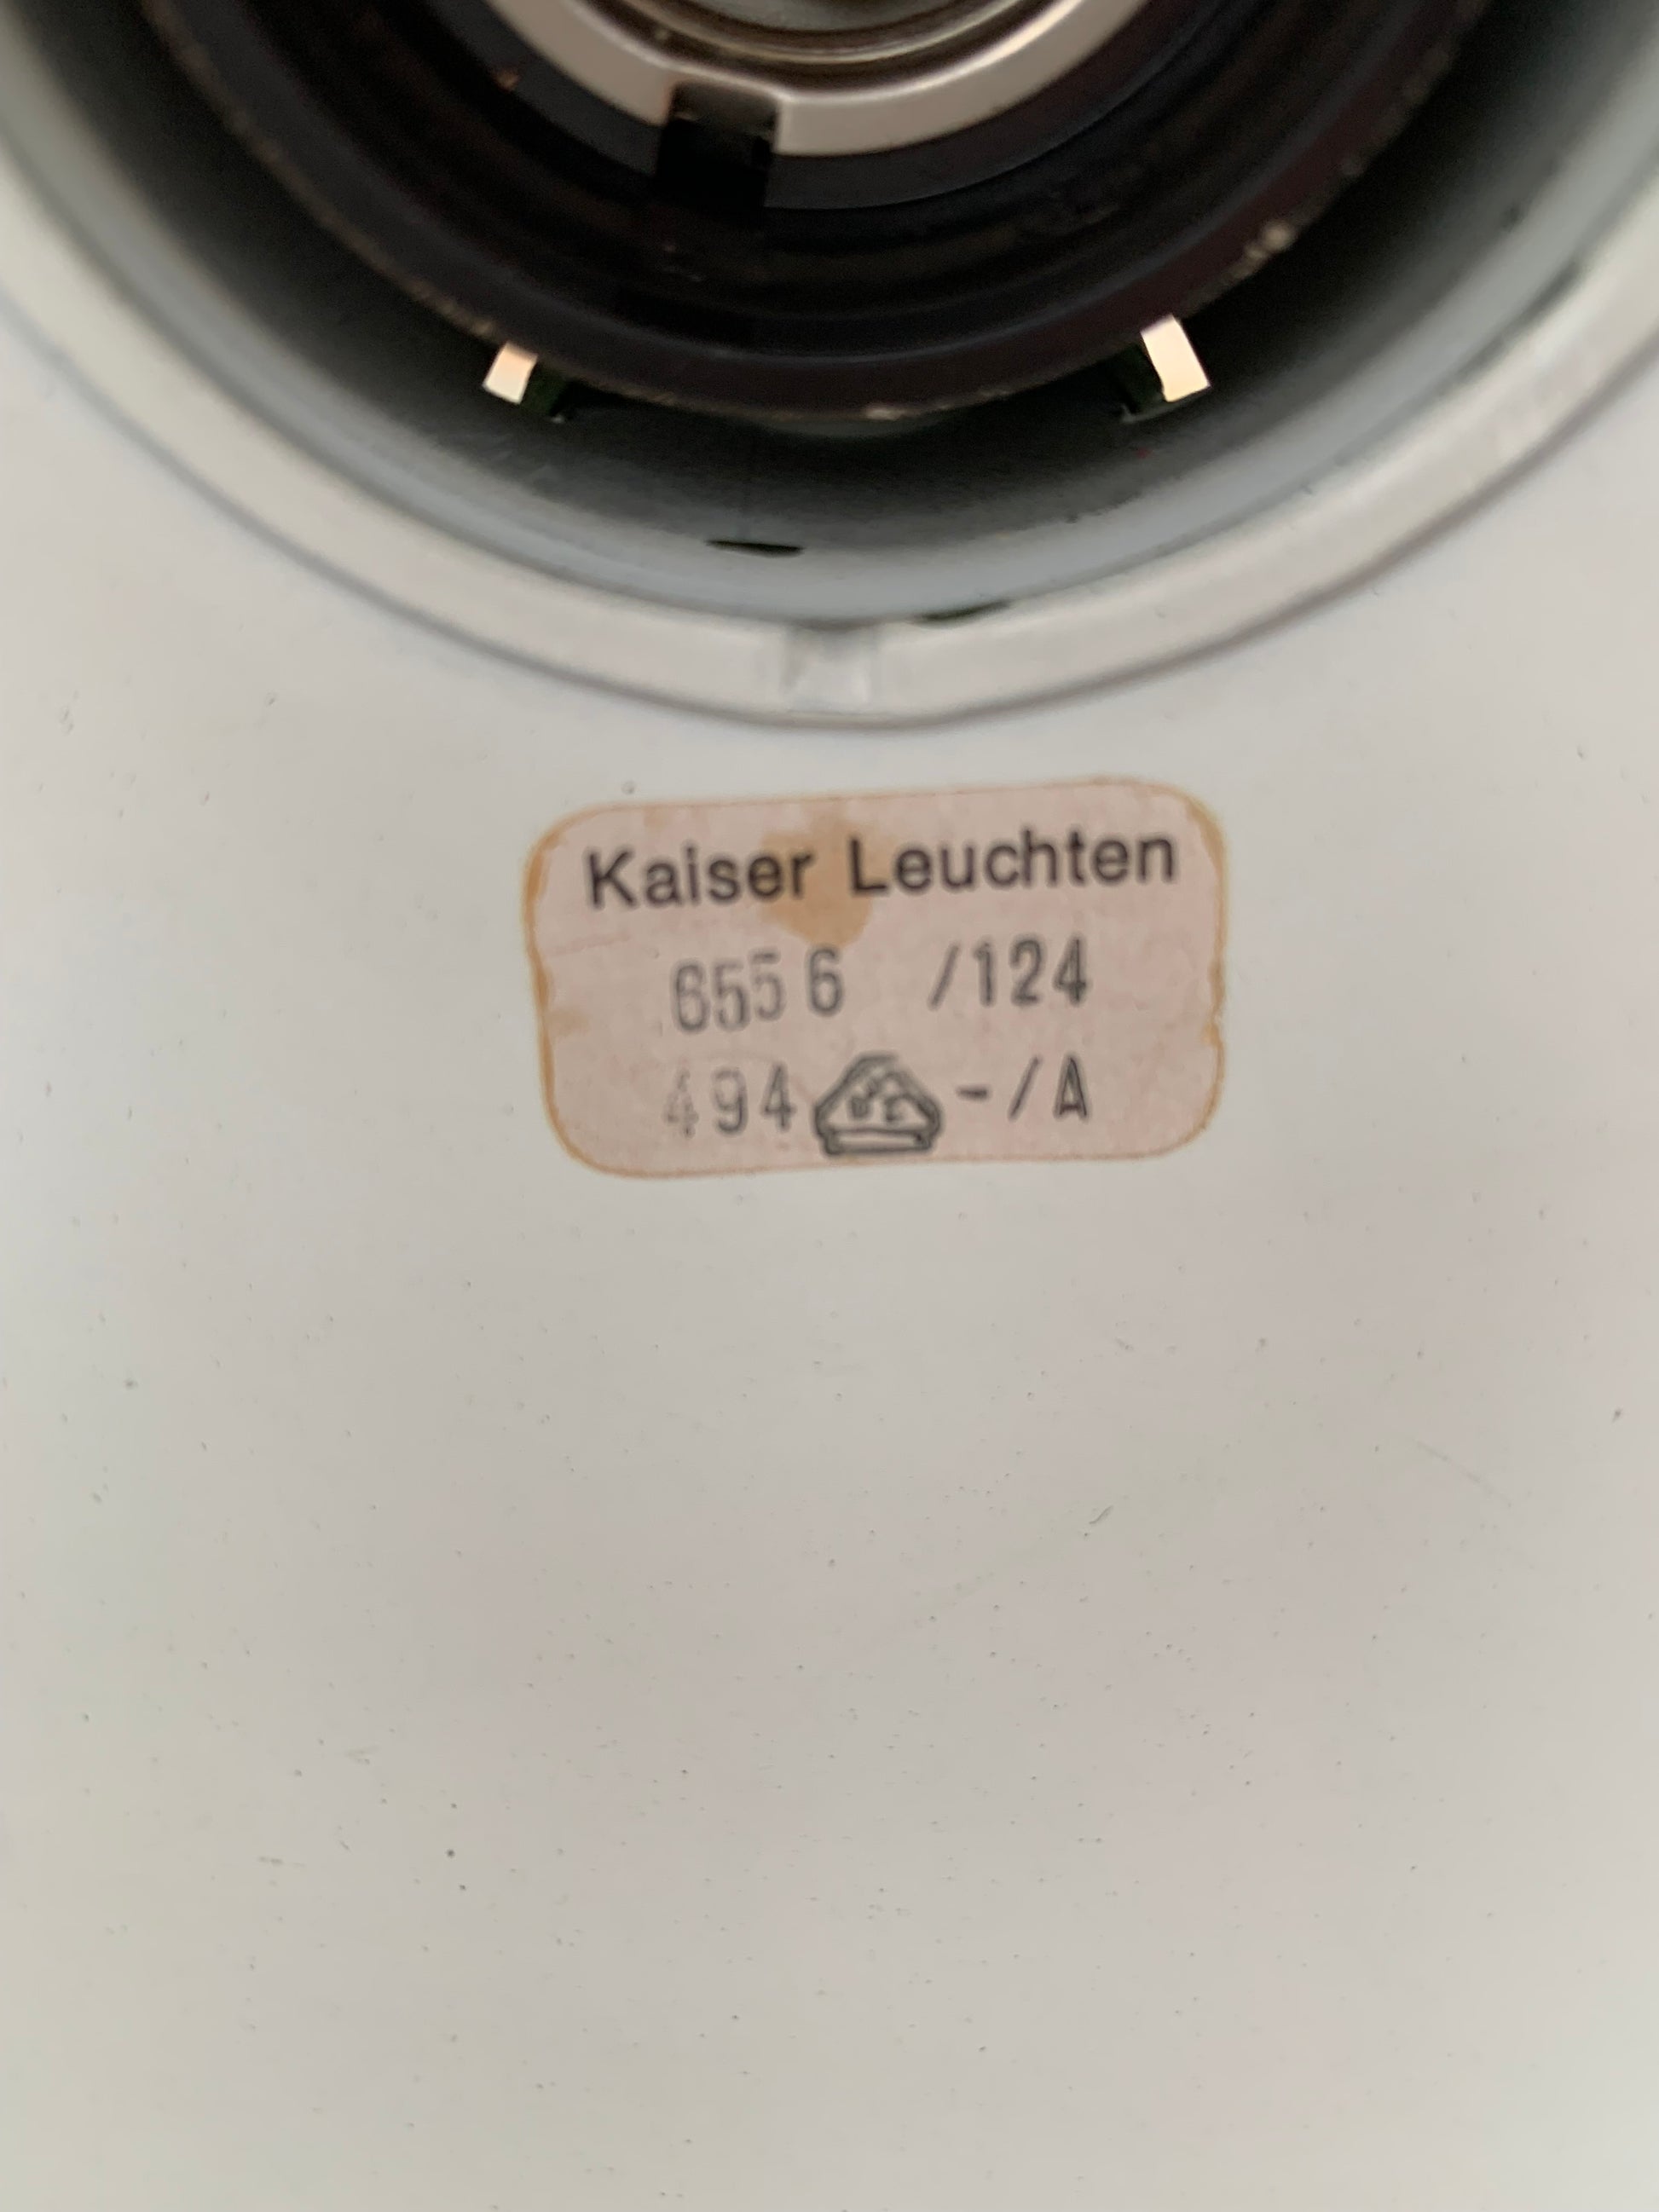 Kaiser Leuchten
6556 /124
494 -/A